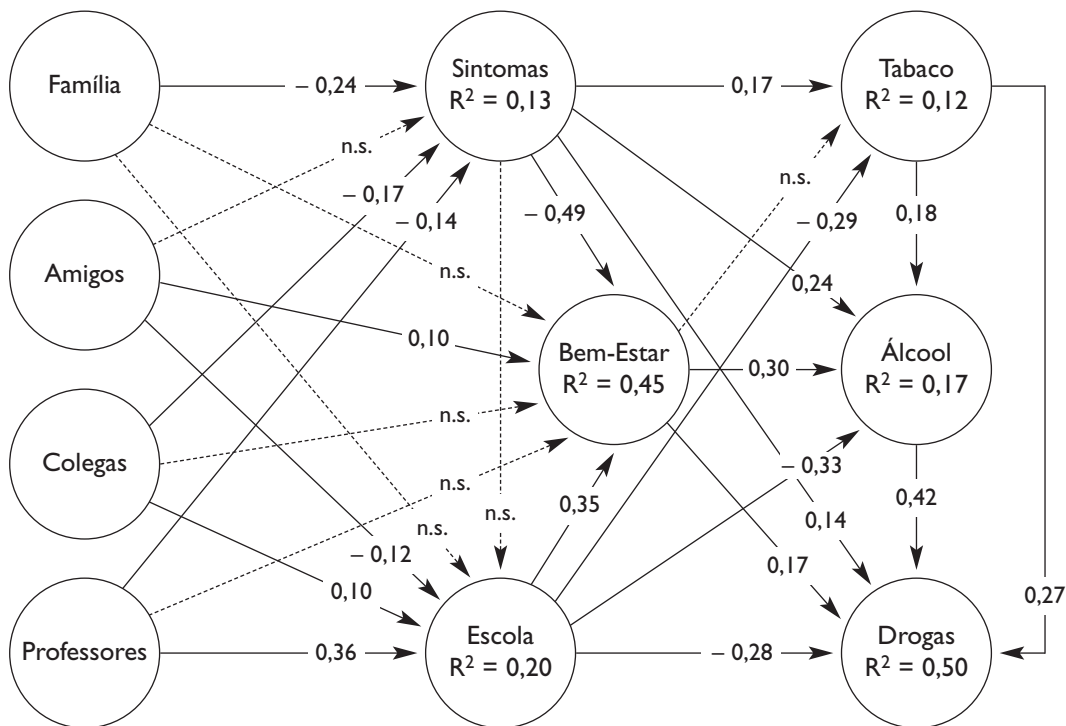 Família
– 0,24
Sintomas
R² = 0,13
0,17
Tabaco
R² = 0,12
n.s.
– 0,17
– 0,14
– 0,49
n.s.
– 0,29
0,18
Amigos
n.s.
0,24
0,10
Bem-Estar
R² = 0,45
0,30
Álcool
R² = 0,17
n.s.
Colegas
n.s.
– 0,33
n.s.
0,35
n.s.
0,14
0,42
– 0,12
0,17
0,10
0,27
Professores
0,36
Escola
R² = 0,20
– 0,28
Drogas
R² = 0,50